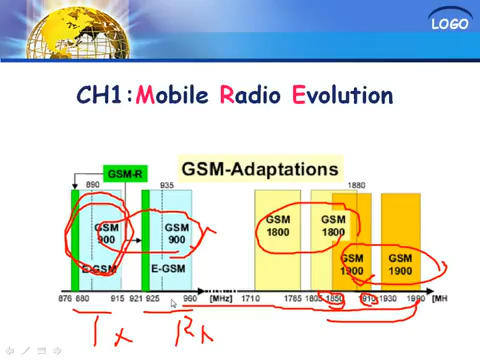 LOGO
CH1:Mobile Radio Evolution
GSM-R
GSM-Adaptations
890
935
1880
GSM 900
GSM 900
GSM 1800
GSM 1800
GSM 1900
GSM 1900
E-GSM
E-GSM
876 880 915 921 925 960 [MHz] 1710 1785 1805 1850 1910 1930 1990 [MH
Tx Rx